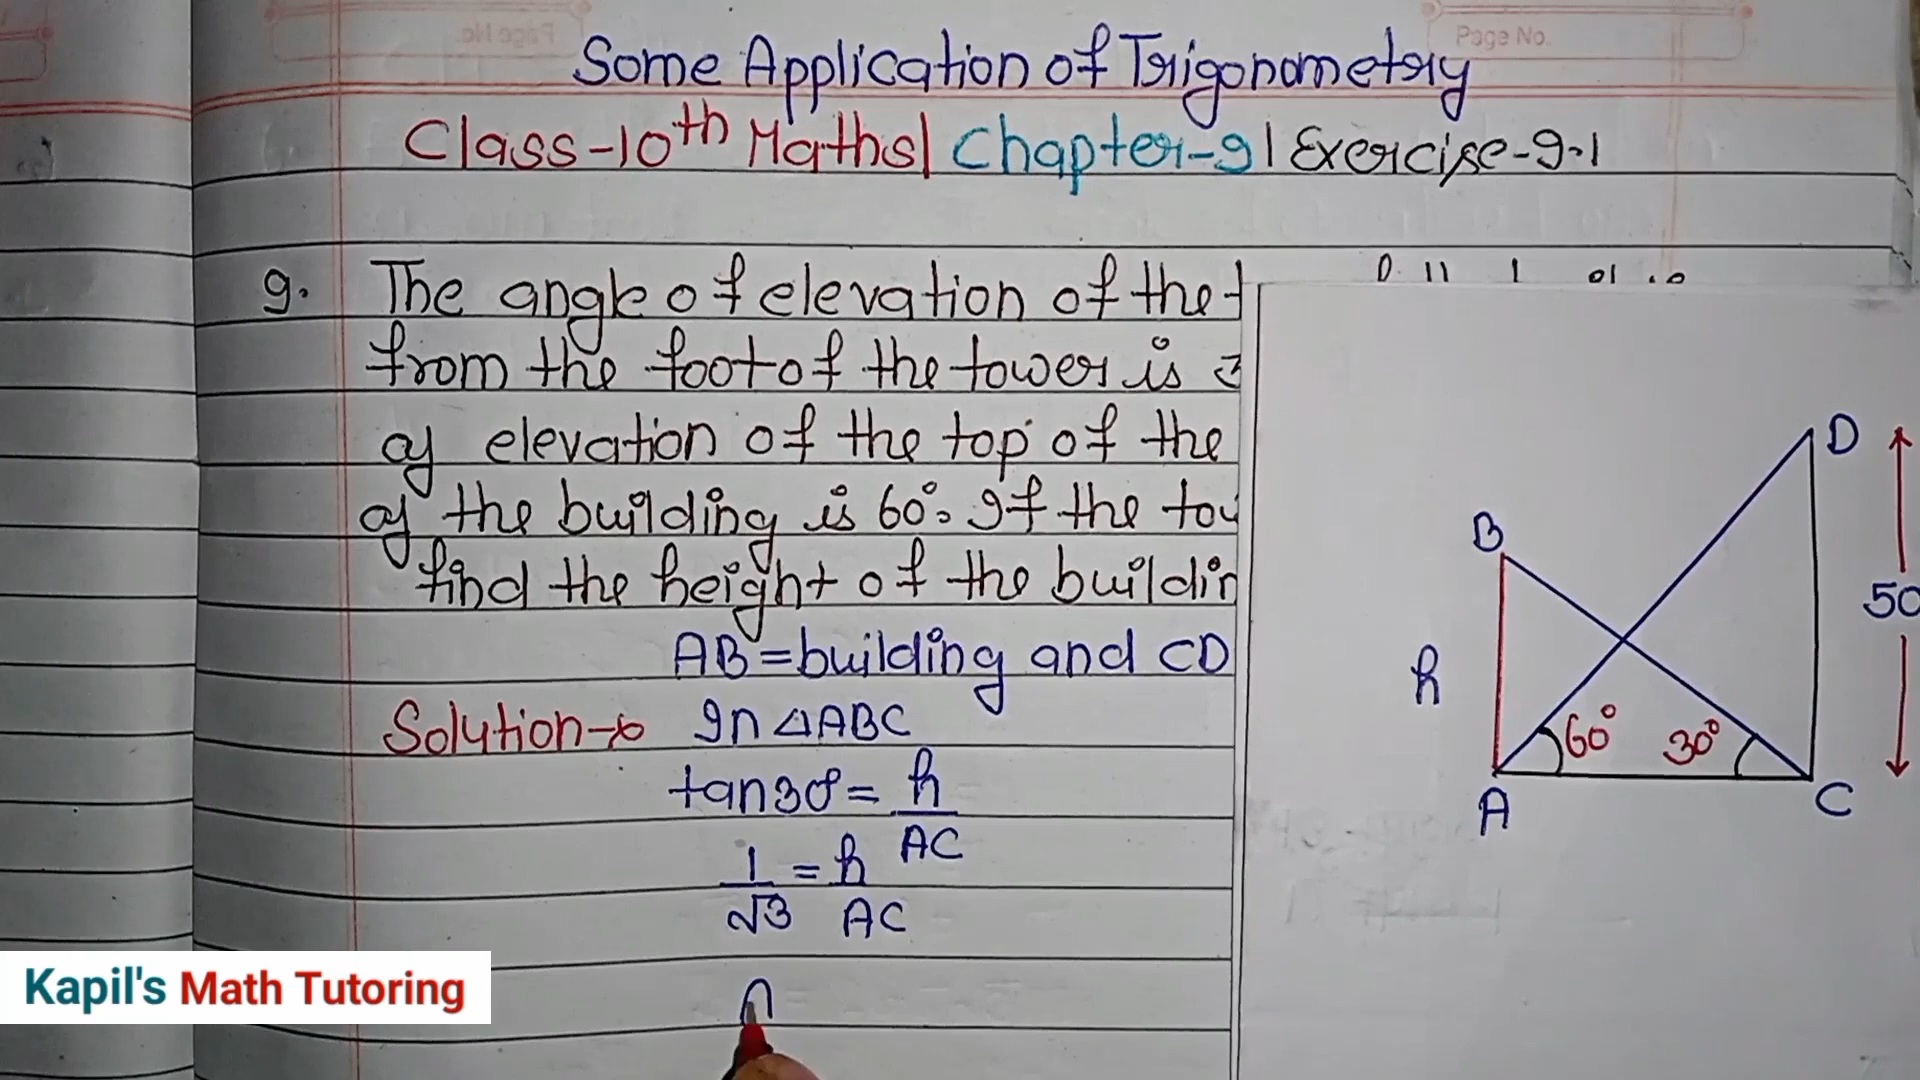 Page No.
Some Application of Trigonometry
Class-10th Maths| Chapter-9| Exercise-9.1
9. The angle of elevation of the
from the foot of the tower is
of elevation of the top of the
of the building is 60°. If the
find the height of the
AB=building and CD
Solution→ In △ABC
tan30°= h
AC
1 = h
√3 AC
D
B
50
h
60° 30°
A C
Kapil's Math Tutoring